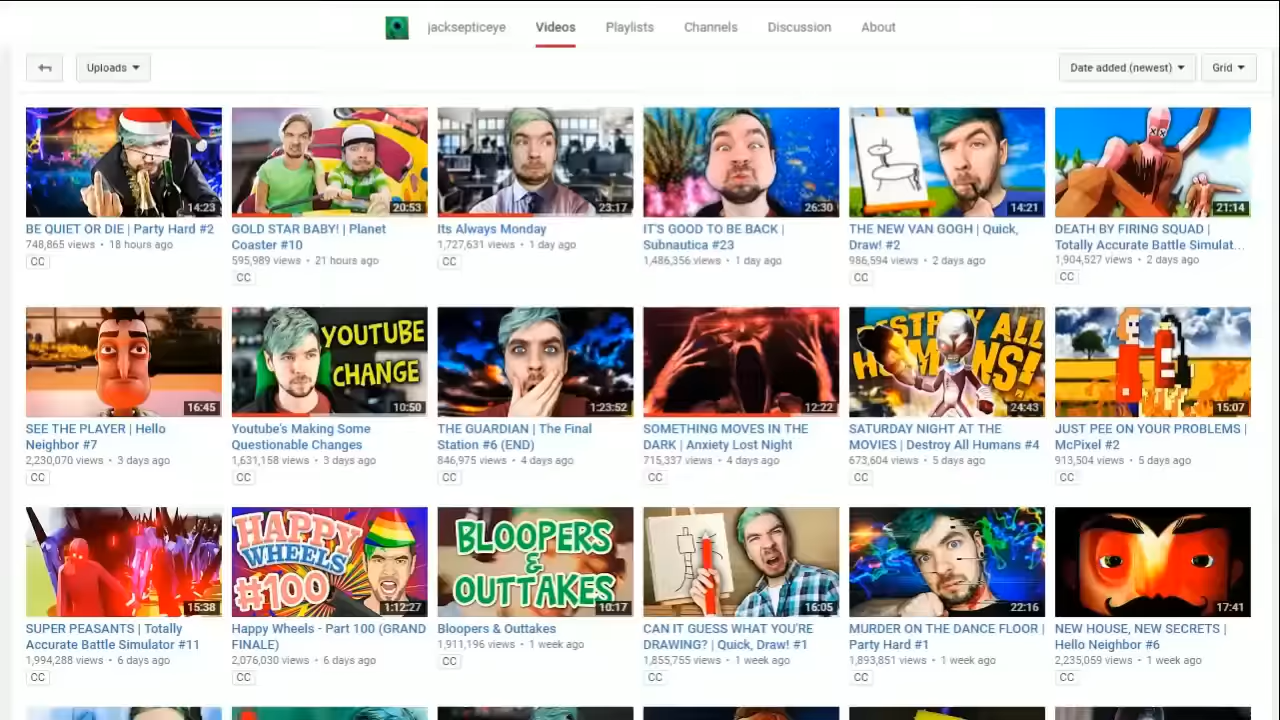 jacksepticeye Videos Playlists Channels Discussion About
Uploads Date added (newest) Grid
14:23 20:53 23:17 26:30 14:21 21:14
BE QUIET OR DIE | Party Hard #2
748,865 views • 18 hours ago
CC
GOLD STAR BABY! | Planet
Coaster #10
595,989 views • 21 hours ago
CC
Its Always Monday
1,727,631 views • 1 day ago
CC
IT'S GOOD TO BE BACK |
Subnautica #23
1,486,356 views • 1 day ago
THE NEW VAN GOGH | Quick,
Draw! #2
986,594 views • 2 days ago
CC
DEATH BY FIRING SQUAD |
Totally Accurate Battle Simulat...
1,904,527 views • 2 days ago
CC
16:45
SEE THE PLAYER | Hello
Neighbor #7
2,230,070 views • 3 days ago
CC
YOUTUBE
CHANGE
10:50
Youtube's Making Some
Questionable Changes
1,631,158 views • 3 days ago
CC
1:23:52
THE GUARDIAN | The Final
Station #6 (END)
846,975 views • 4 days ago
CC
12:22
SOMETHING MOVES IN THE
DARK | Anxiety Lost Night
715,337 views • 4 days ago
CC
DESTROY ALL
HUMANS!
24:43
SATURDAY NIGHT AT THE
MOVIES | Destroy All Humans #4
673,604 views • 5 days ago
CC
15:07
JUST PEE ON YOUR PROBLEMS |
McPixel #2
913,504 views • 5 days ago
CC
15:38
SUPER PEASANTS | Totally
Accurate Battle Simulator #11
1,994,288 views • 6 days ago
CC
HAPPY
WHEELS
#100
1:12:27
Happy Wheels - Part 100 (GRAND
FINALE)
2,076,030 views • 6 days ago
CC
BLOOPERS
&
OUTTAKES
10:17
Bloopers & Outtakes
1,911,196 views • 1 week ago
CC
16:05
CAN IT GUESS WHAT YOU'RE
DRAWING? | Quick, Draw! #1
1,855,755 views • 1 week ago
CC
22:16
MURDER ON THE DANCE FLOOR |
Party Hard #1
1,893,851 views • 1 week ago
CC
17:41
NEW HOUSE, NEW SECRETS |
Hello Neighbor #6
2,235,059 views • 1 week ago
CC